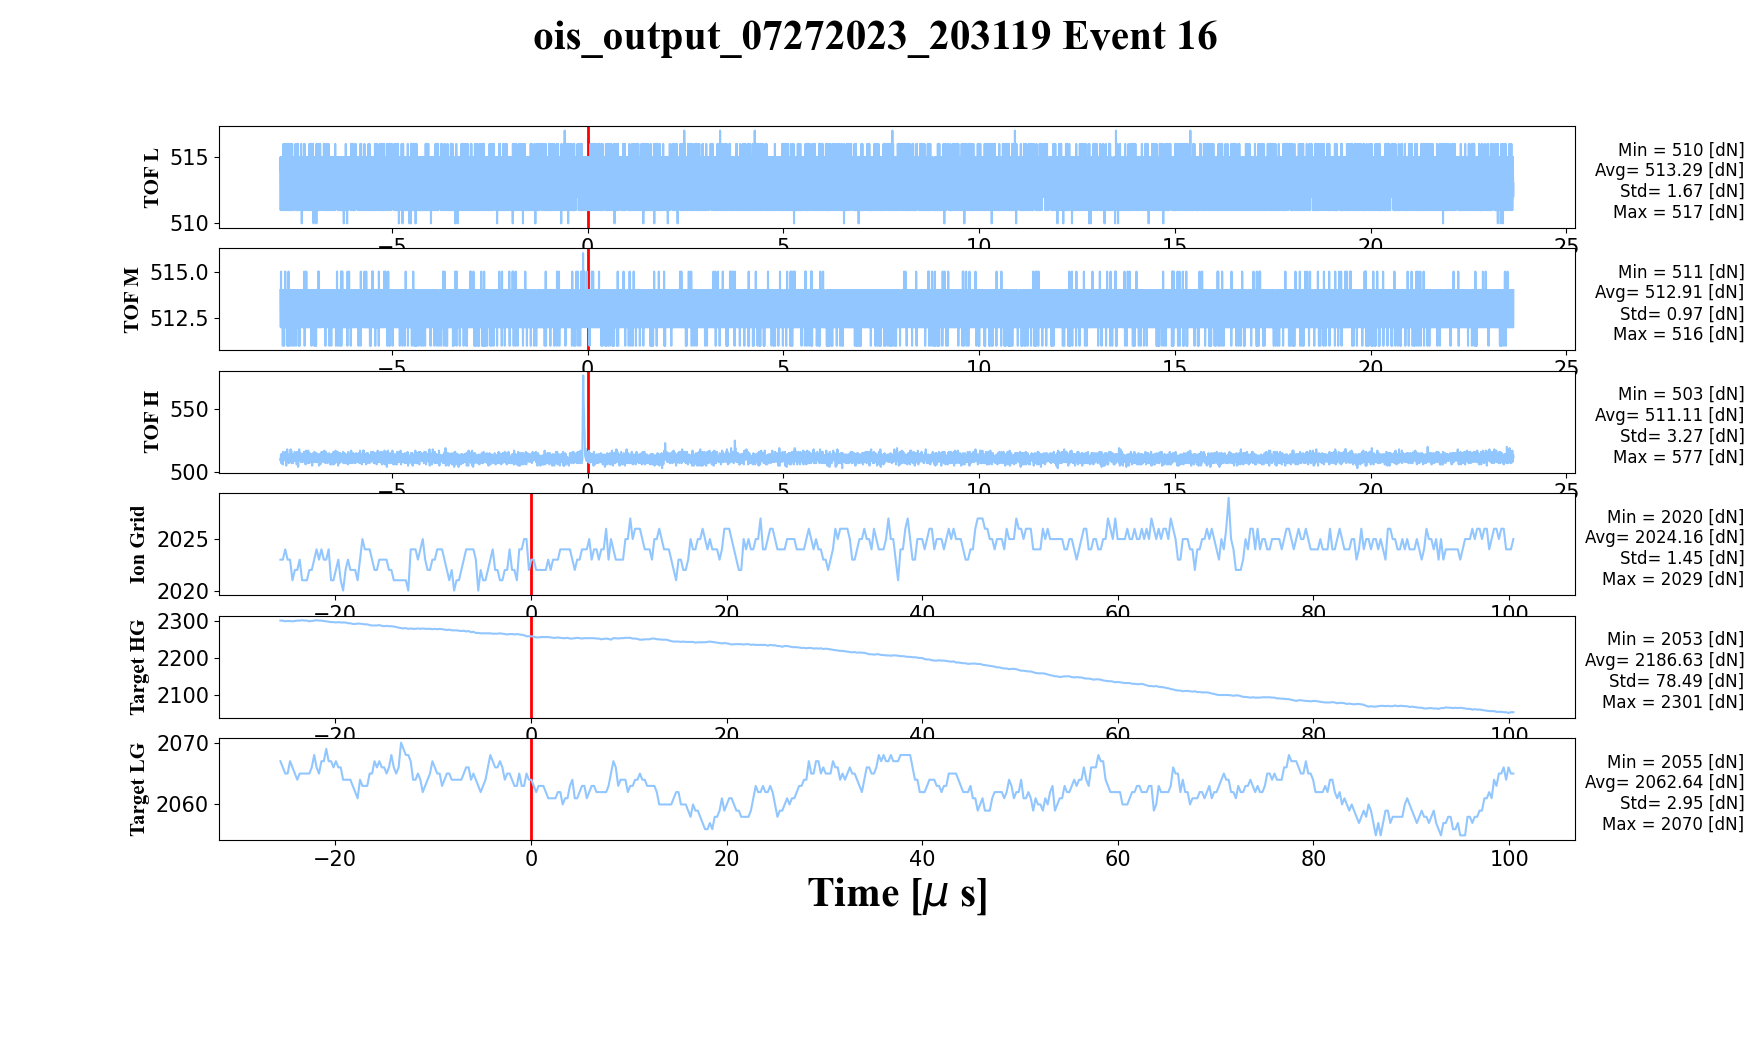 ois_output_07272023_203119 Event 16
TOF L
515
510
−5 0 5 10 15 20 25
Min = 510 [dN]
Avg= 513.29 [dN]
Std= 1.67 [dN]
Max = 517 [dN]
TOF M
515.0
512.5
−5 0 5 10 15 20 25
Min = 511 [dN]
Avg= 512.91 [dN]
Std= 0.97 [dN]
Max = 516 [dN]
TOF H
550
500
−5 0 5 10 15 20 25
Min = 503 [dN]
Avg= 511.11 [dN]
Std= 3.27 [dN]
Max = 577 [dN]
Ion Grid
2025
2020
−20 0 20 40 60 80 100
Min = 2020 [dN]
Avg= 2024.16 [dN]
Std= 1.45 [dN]
Max = 2029 [dN]
Target HG
2300
2200
2100
−20 0 20 40 60 80 100
Min = 2053 [dN]
Avg= 2186.63 [dN]
Std= 78.49 [dN]
Max = 2301 [dN]
Target LG
2070
2060
−20 0 20 40 60 80 100
Min = 2055 [dN]
Avg= 2062.64 [dN]
Std= 2.95 [dN]
Max = 2070 [dN]
Time [μ s]